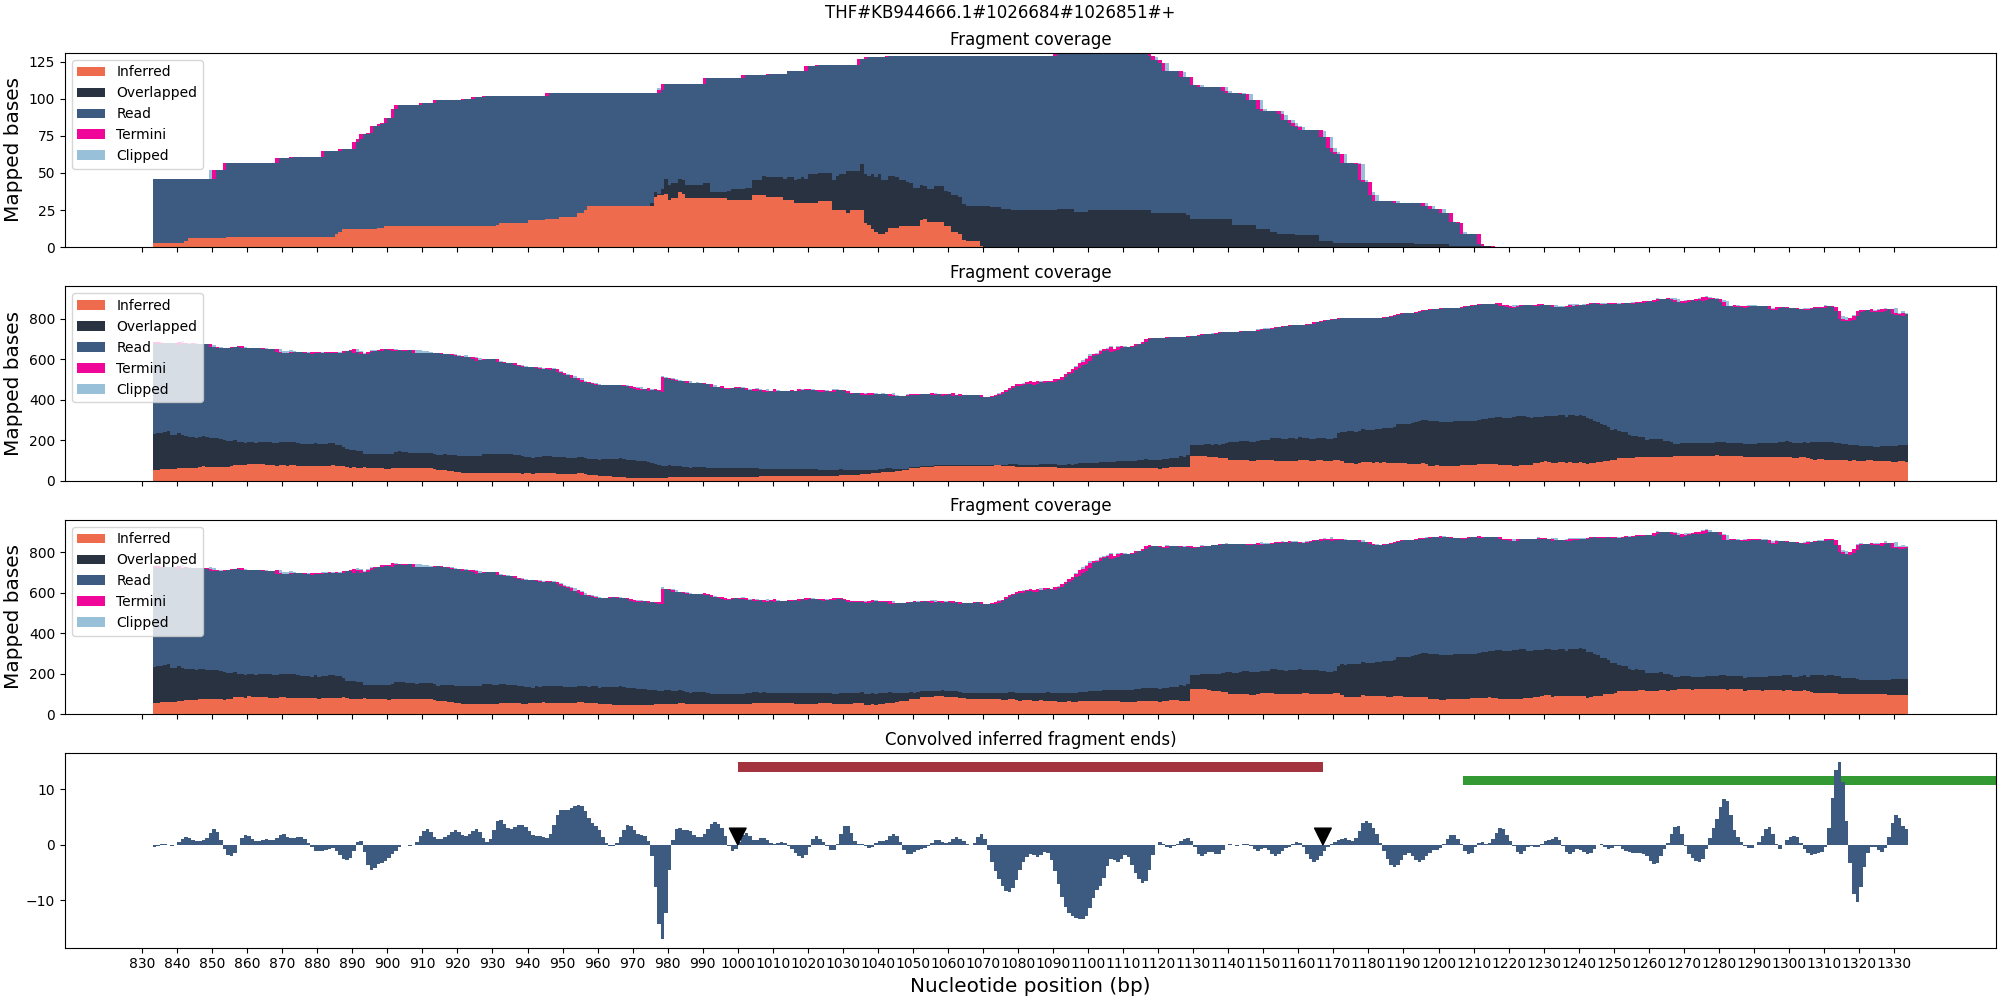 THF#KB944666.1#1026684#1026851#+
Fragment coverage
Mapped bases
125
100
75
50
25
0
Inferred
Overlapped
Read
Termini
Clipped
Fragment coverage
Mapped bases
800
600
400
200
0
Inferred
Overlapped
Read
Termini
Clipped
Fragment coverage
Mapped bases
800
600
400
200
0
Inferred
Overlapped
Read
Termini
Clipped
Convolved inferred fragment ends)
10
0
−10
830 840 850 860 870 880 890 900 910 920 930 940 950 960 970 980 990 1000 1010 1020 1030 1040 1050 1060 1070 1080 1090 1100 1110 1120 1130 1140 1150 1160 1170 1180 1190 1200 1210 1220 1230 1240 1250 1260 1270 1280 1290 1300 1310 1320 1330
Nucleotide position (bp)